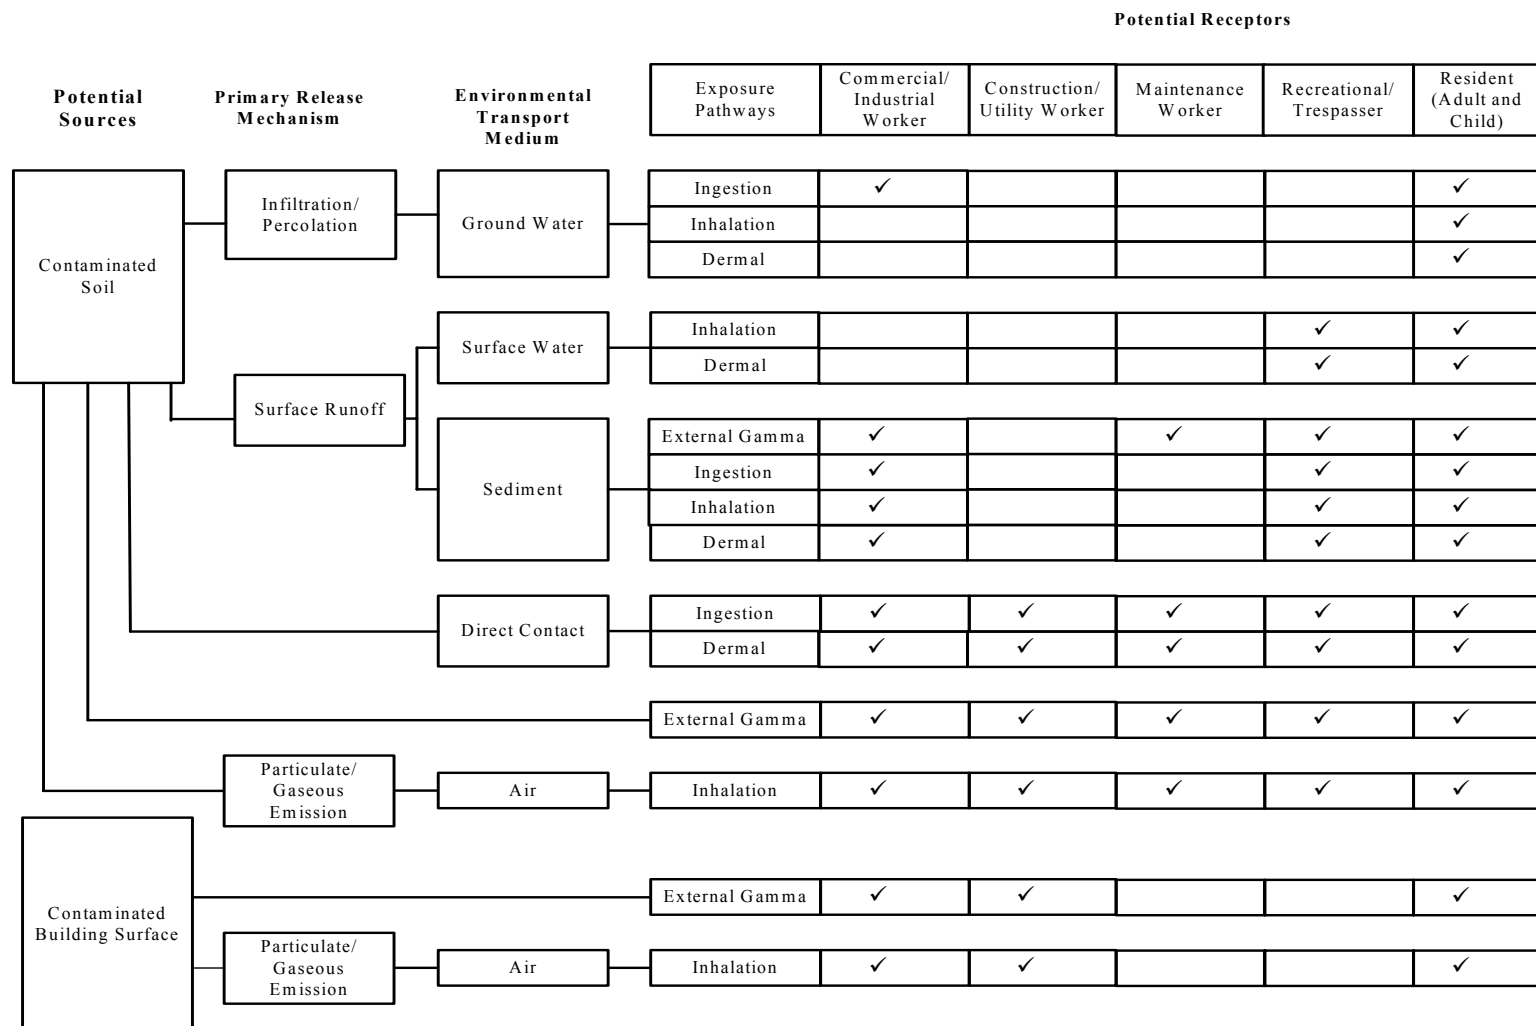 Potential Receptors
Potential
Sources
Primary Release
Mechanism
Environmental
Transport
Medium
Exposure
Pathways
Commercial/
Industrial
Worker
Construction/
Utility Worker
Maintenance
Worker
Recreational/
Trespasser
Resident
(Adult and
Child)
Contaminated
Soil
Infiltration/
Percolation
Ground Water
Ingestion ✓ ✓
Inhalation ✓
Dermal ✓
Surface Runoff
Surface Water
Inhalation ✓ ✓
Dermal ✓ ✓
Sediment
External Gamma ✓ ✓ ✓ ✓
Ingestion ✓ ✓ ✓
Inhalation ✓ ✓ ✓
Dermal ✓ ✓ ✓
Direct Contact
Ingestion ✓ ✓ ✓ ✓ ✓
Dermal ✓ ✓ ✓ ✓ ✓
External Gamma ✓ ✓ ✓ ✓ ✓
Particulate/
Gaseous
Emission
Air
Inhalation ✓ ✓ ✓ ✓ ✓
Contaminated
Building Surface
External Gamma ✓ ✓ ✓
Particulate/
Gaseous
Emission
Air
Inhalation ✓ ✓ ✓